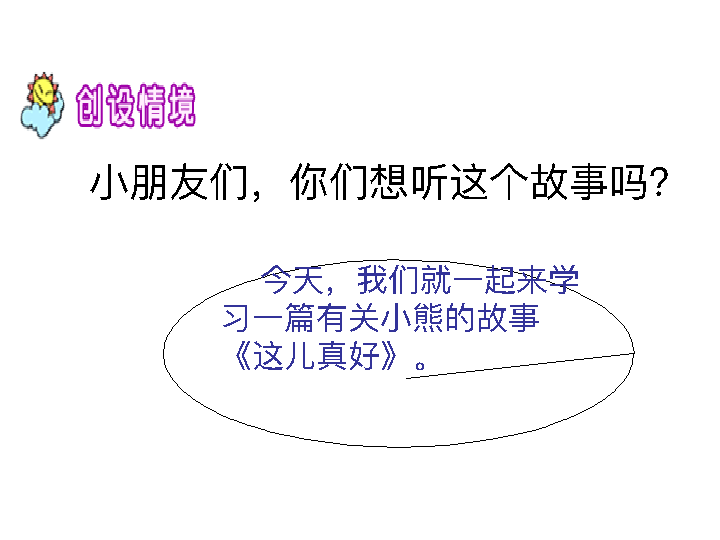 创设情境
小朋友们，你们想听这个故事吗？
今天，我们就一起来学
习一篇有关小熊的故事
《这儿真好》。